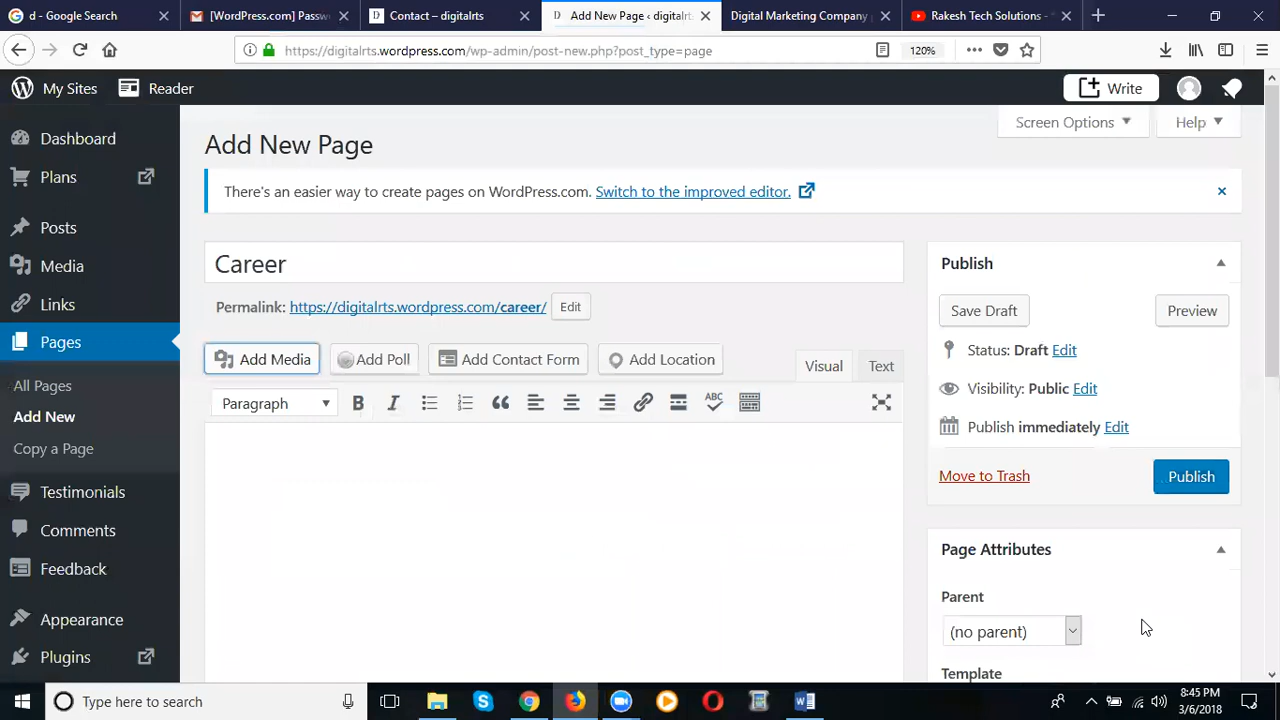 d - Google Search
[WordPress.com] Passw
Contact – digitalrts
Add New Page ‹ digitalrt
Digital Marketing Company
Rakesh Tech Solutions -
https://digitalrts.wordpress.com/wp-admin/post-new.php?post_type=page
120%
My Sites
Reader
Write
Dashboard
Plans
Posts
Media
Links
Pages
All Pages
Add New
Copy a Page
Testimonials
Comments
Feedback
Appearance
Plugins
Screen Options
Help
Add New Page
There's an easier way to create pages on WordPress.com. Switch to the improved editor.
Career
Permalink: https://digitalrts.wordpress.com/career/ Edit
Add Media
Add Poll
Add Contact Form
Add Location
Visual
Text
Paragraph
B
I
ABC
Publish
Save Draft
Preview
Status: Draft Edit
Visibility: Public Edit
Publish immediately Edit
Move to Trash
Publish
Page Attributes
Parent
(no parent)
Template
Type here to search
8:45 PM
3/6/2018